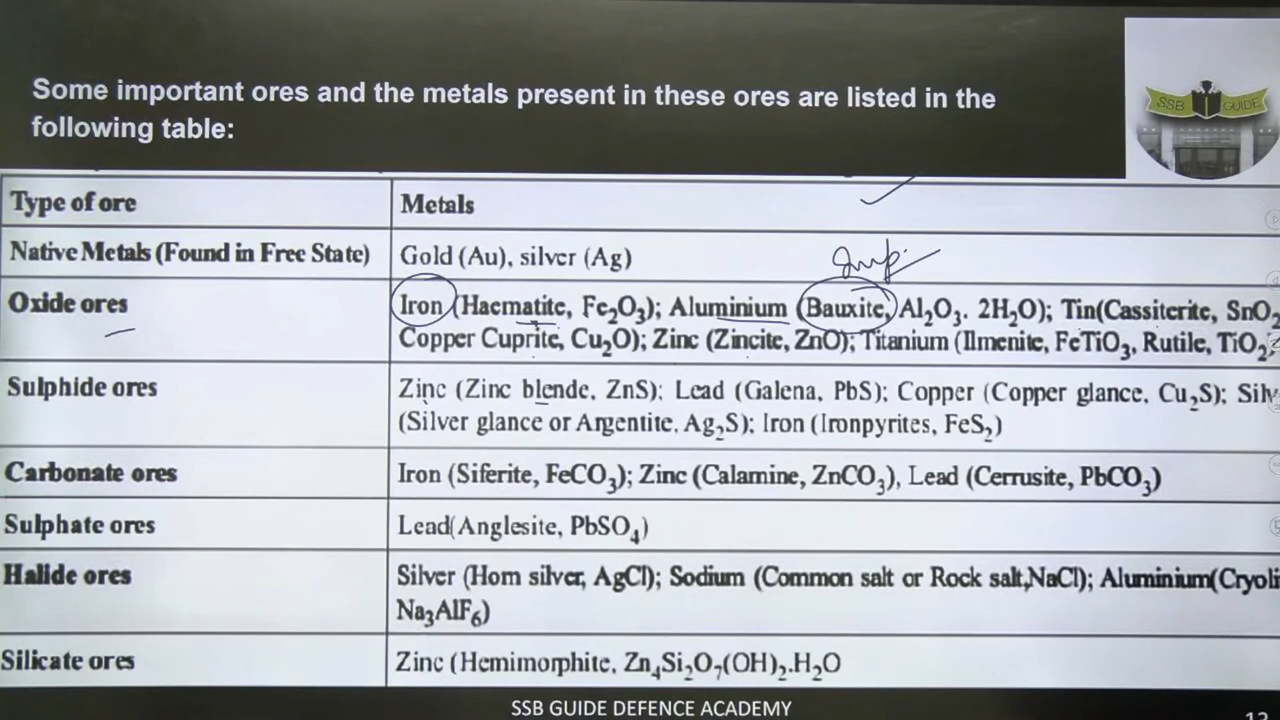 Some important ores and the metals present in these ores are listed in the
following table:
SSB GUIDE
Type of ore
Metals
Native Metals (Found in Free State)
Gold (Au), silver (Ag)
Imp.
Oxide ores
Iron (Haematite, Fe₂O₃); Aluminium (Bauxite, Al₂O₃. 2H₂O); Tin(Cassiterite, SnO₂
Copper Cuprite, Cu₂O); Zinc (Zincite, ZnO); Titanium (Ilmenite, FeTiO₃, Rutile, TiO₂,
Sulphide ores
Zinc (Zinc blende, ZnS); Lead (Galena, PbS); Copper (Copper glance, Cu₂S); Silv
(Silver glance or Argentite, Ag₂S); Iron (Ironpyrites, FeS₂)
Carbonate ores
Iron (Siferite, FeCO₃); Zinc (Calamine, ZnCO₃), Lead (Cerrusite, PbCO₃)
Sulphate ores
Lead(Anglesite, PbSO₄)
Halide ores
Silver (Hom silver, AgCl); Sodium (Common salt or Rock salt,NaCl); Aluminium(Cryoli
Na₃AlF₆)
Silicate ores
Zinc (Hemimorphite, Zn₄Si₂O₇(OH)₂.H₂O
SSB GUIDE DEFENCE ACADEMY